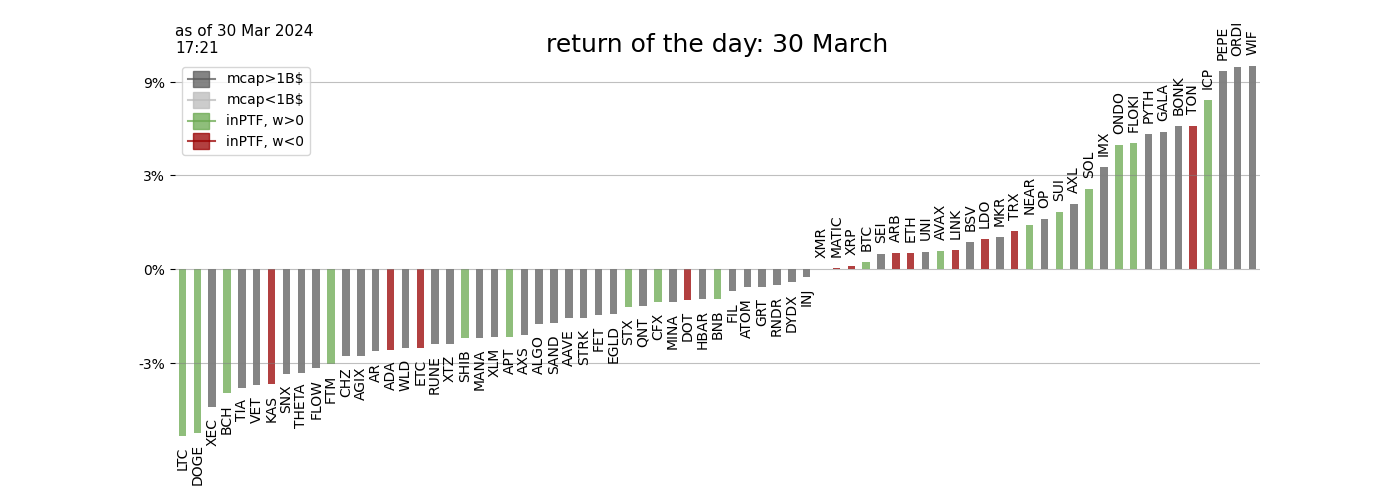 as of 30 Mar 2024
17:21
return of the day: 30 March
mcap>1B$
mcap<1B$
inPTF, w>0
inPTF, w<0
9%
3%
0%
-3%
LTC
DOGE
XEC
BCH
TIA
VET
KAS
SNX
THETA
FLOW
FTM
CHZ
AGIX
AR
ADA
WLD
ETC
RUNE
XTZ
SHIB
MANA
XLM
APT
AXS
ALGO
SAND
AAVE
STRK
FET
EGLD
STX
QNT
CFX
MINA
DOT
HBAR
BNB
FIL
ATOM
GRT
RNDR
DYDX
INJ
XMR
MATIC
XRP
BTC
SEI
ARB
ETH
UNI
AVAX
LINK
BSV
LDO
MKR
TRX
NEAR
OP
SUI
AXL
SOL
IMX
ONDO
FLOKI
PYTH
GALA
BONK
TON
ICP
PEPE
ORDI
WIF